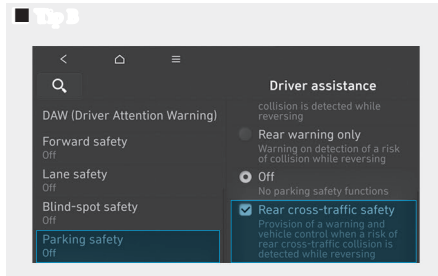 Tip B
Driver assistance
DAW (Driver Attention Warning)
Forward safety
Off
Lane safety
Off
Blind-spot safety
Off
Parking safety
Off
collision is detected while
reversing
Rear warning only
Warning on detection of a risk
of collision while reversing
Off
No parking safety functions
Rear cross-traffic safety
Provision of a warning and
vehicle control when a risk of
rear cross-traffic collision is
detected while reversing